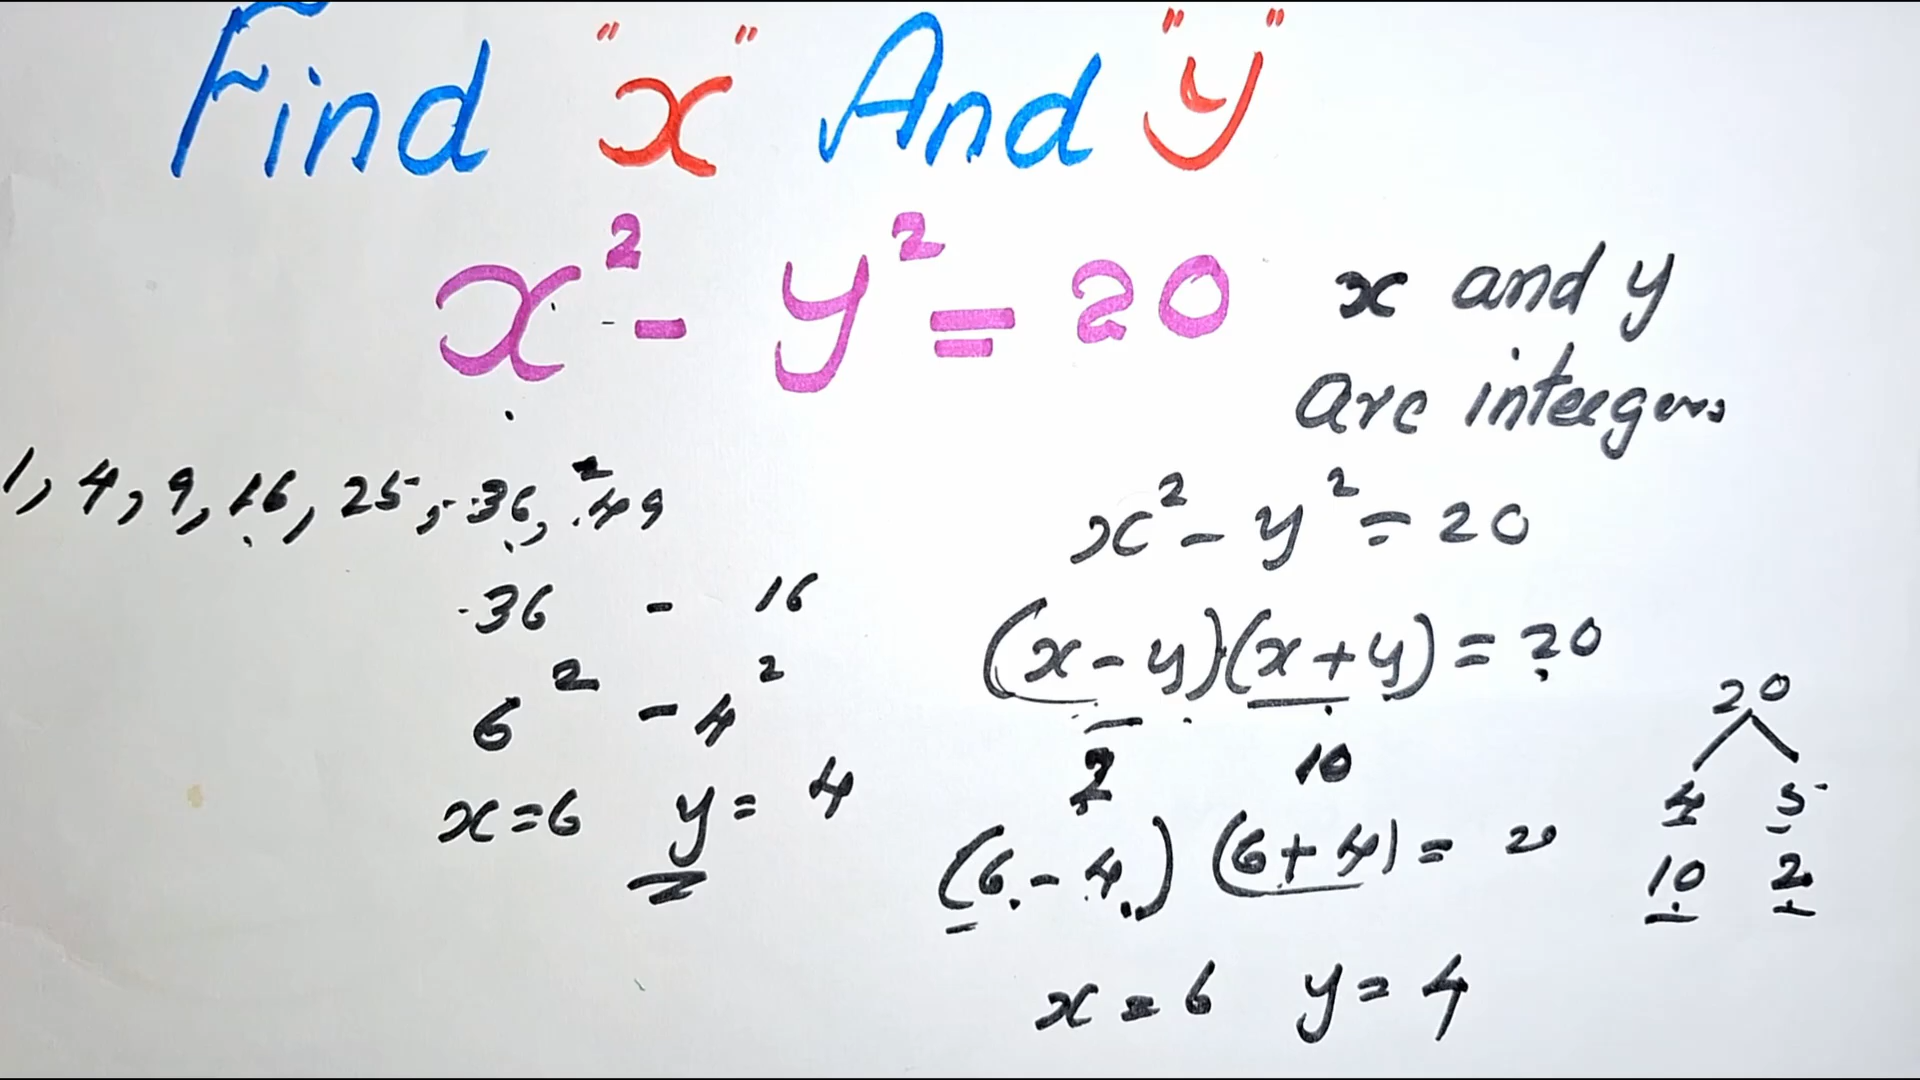 Find "x" And "y"
x² - y² = 20
x and y
are inteegers
1, 4, 9, 16, 25, 36, 49
36 - 16
6² - 4²
x=6 y= 4
x² - y² = 20
(x-y)(x+y) = 20
2 10
(6-4) (6+4) = 20
x = 6 y = 4
20
4 5
10 2